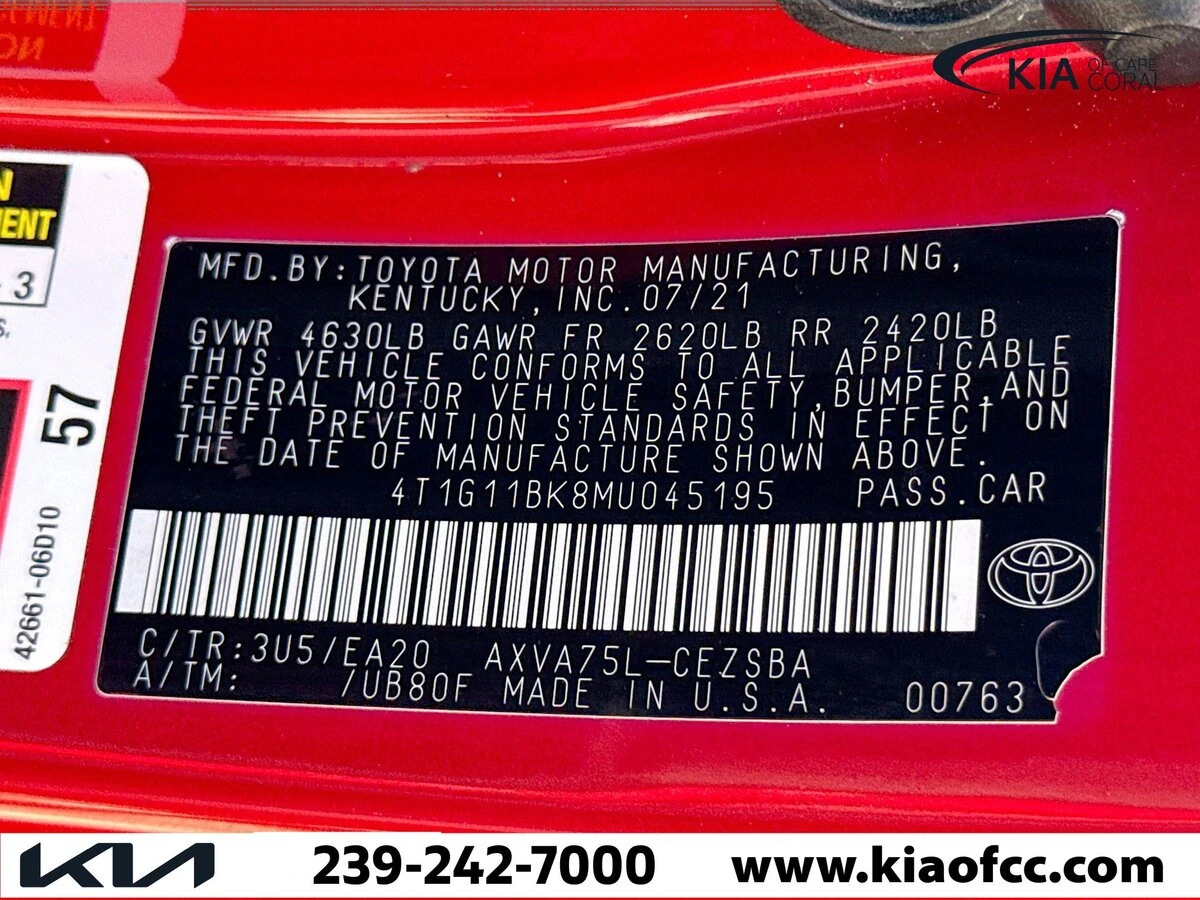 KIA OF CAPE CORAL
ENT
- 3
57
42661-06D10
MFD.BY:TOYOTA MOTOR MANUFACTURING,
KENTUCKY,INC.07/21
GVWR 4630LB GAWR FR 2620LB RR 2420LB
THIS VEHICLE CONFORMS TO ALL APPLICABLE
FEDERAL MOTOR VEHICLE SAFETY,BUMPER,AND
THEFT PREVENTION STANDARDS IN EFFECT ON
THE DATE OF MANUFACTURE SHOWN ABOVE.
4T1G11BK8MU045195 PASS.CAR
C/TR:3U5/EA20 AXVA75L-CEZSBA
A/TM: /UB80F MADE IN U.S.A. 00763
KIA 239-242-7000 www.kiaofcc.com